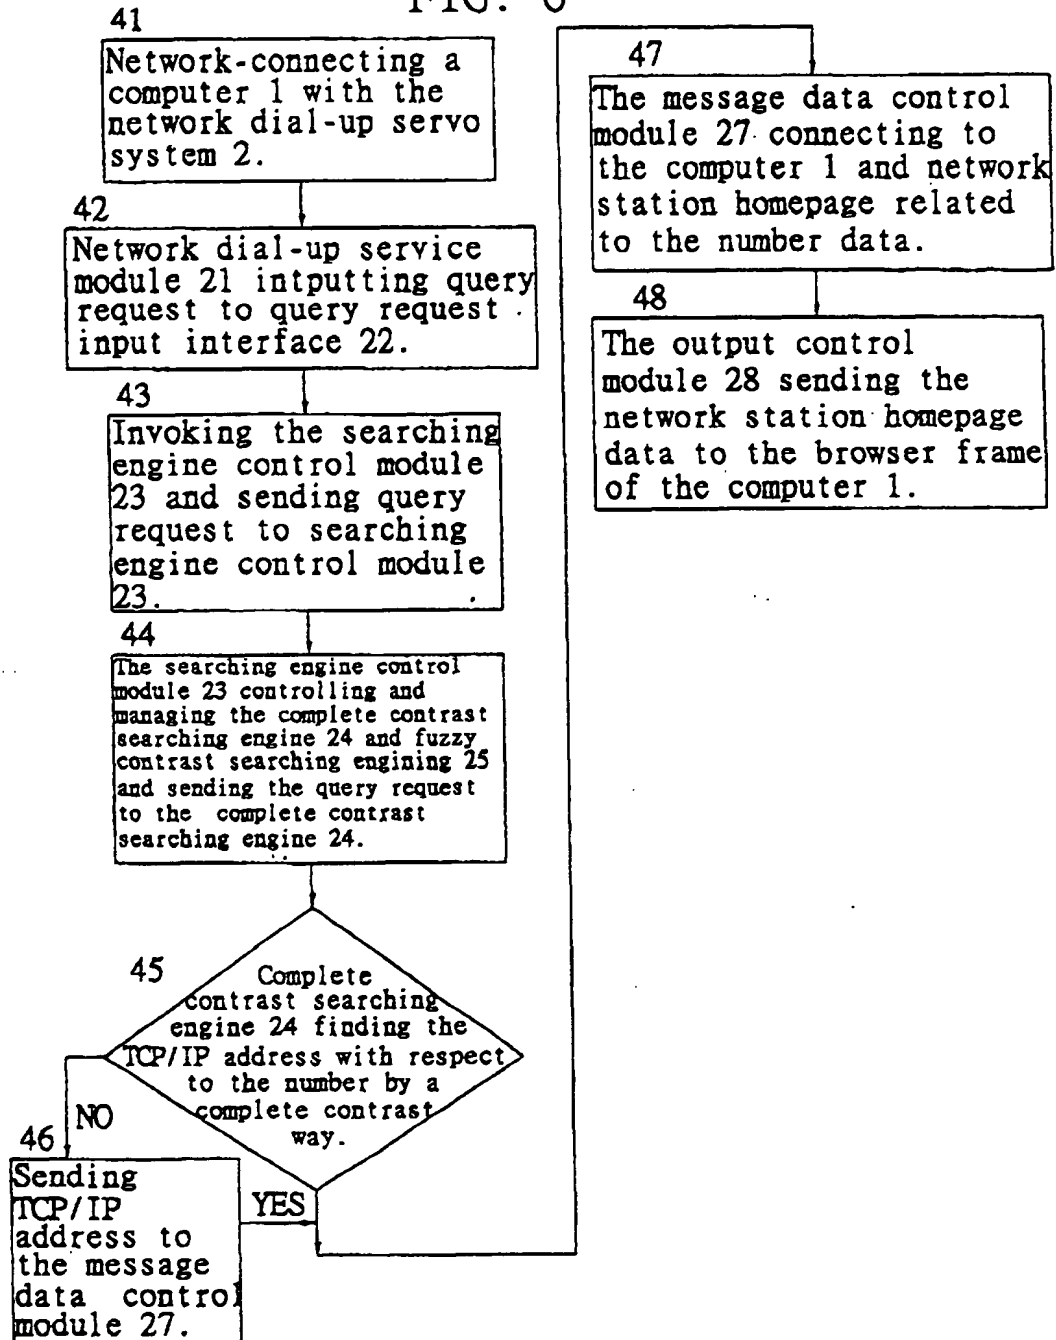 FIG. 6
41
Network-connecting a
computer 1 with the
network dial-up servo
system 2.
42
Network dial-up service
module 21 intputting query
request to query request
input interface 22.
43
Invoking the searching
engine control module
23 and sending query
request to searching
engine control module
23.
44
The searching engine control
module 23 controlling and
managing the complete contrast
searching engine 24 and fuzzy
contrast searching engining 25
and sending the query request
to the complete contrast
searching engine 24.
45
Complete
contrast searching
engine 24 finding the
TCP/IP address with respect
to the number by a
complete contrast
way.
NO
46
Sending
TCP/IP
address to
the message
data control
module 27.
YES
47
The message data control
module 27 connecting to
the computer 1 and network
station homepage related
to the number data.
48
The output control
module 28 sending the
network station homepage
data to the browser frame
of the computer 1.